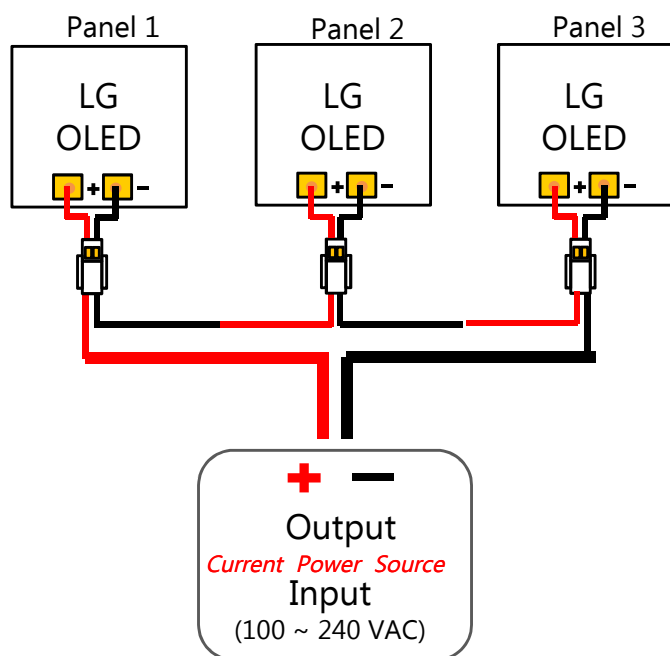 Panel 1
Panel 2
Panel 3
LG
OLED
LG
OLED
LG
OLED
+ −
+ −
+ −
+ −
Output
Current Power Source
Input
(100 ~ 240 VAC)